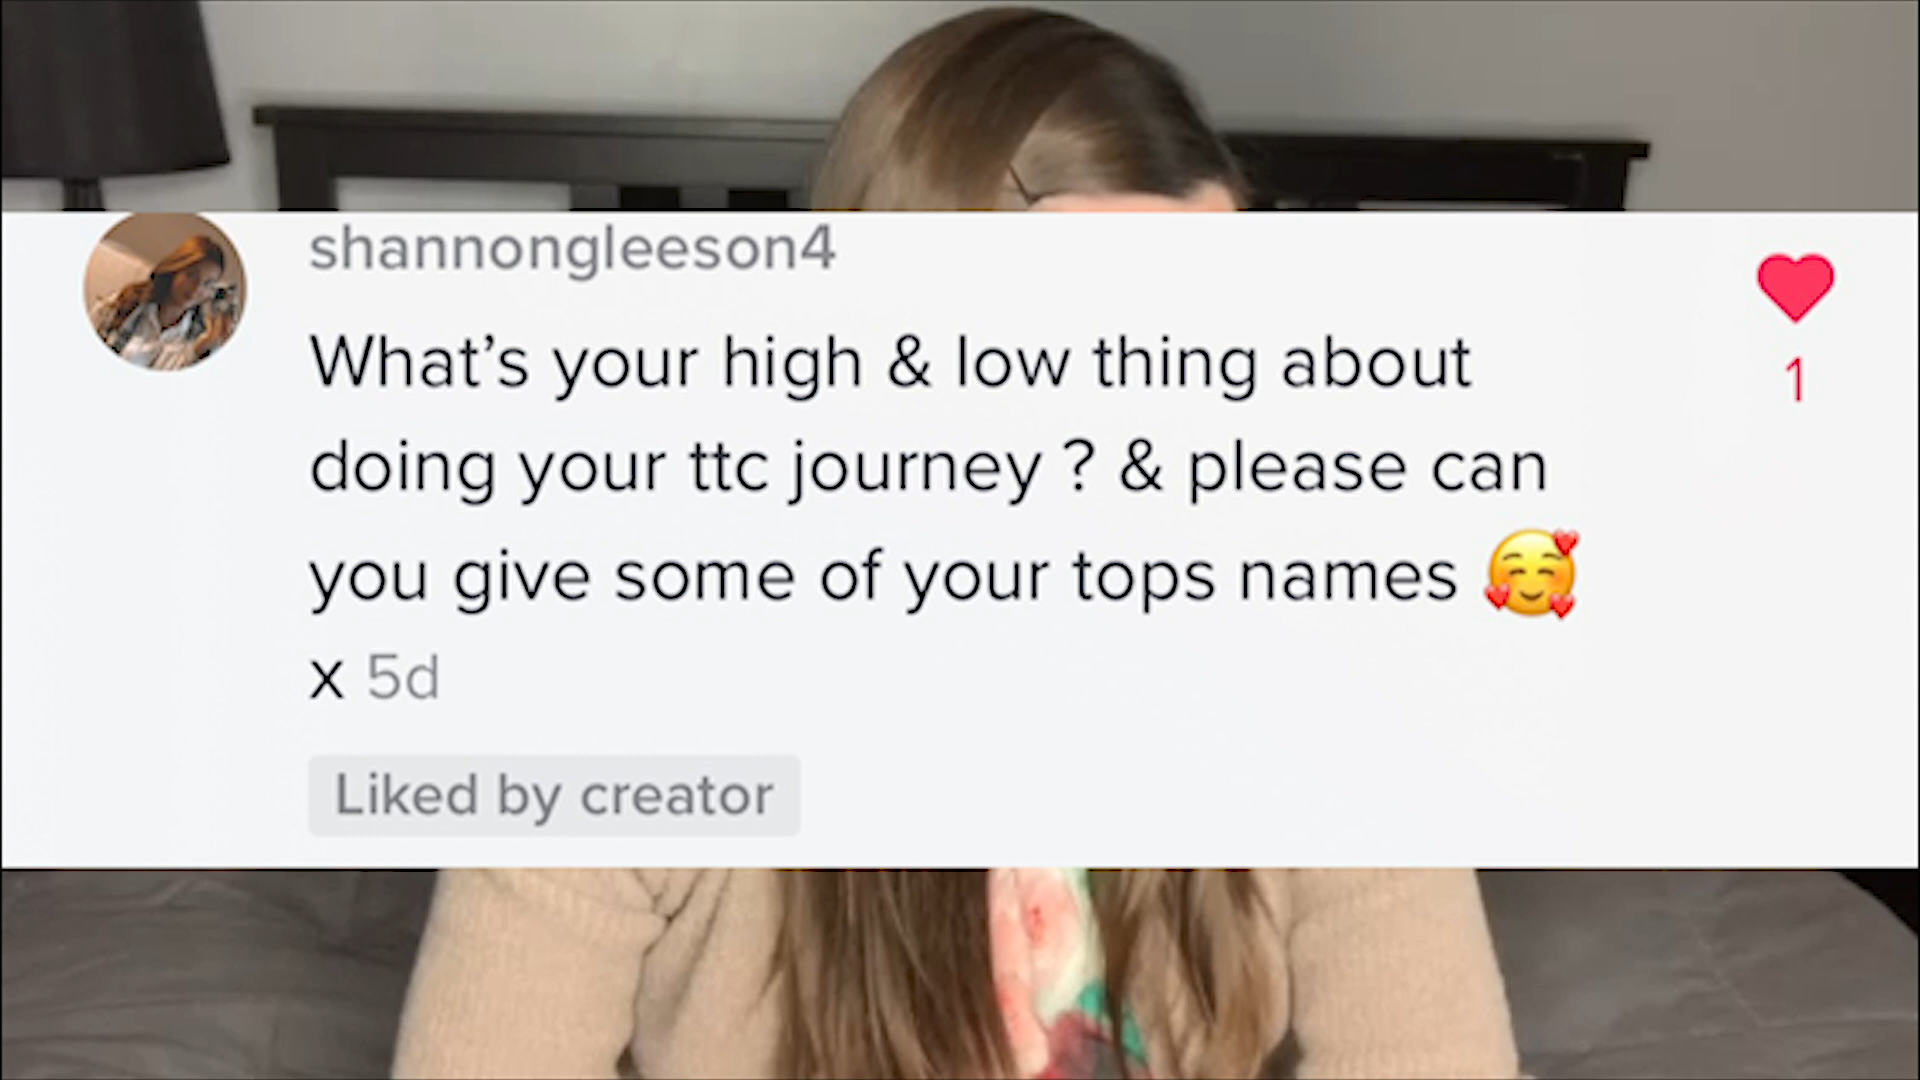 shannongleeson4
What's your high & low thing about
1
doing your ttc journey ? & please can
you give some of your tops names 🥰
x 5d
Liked by creator